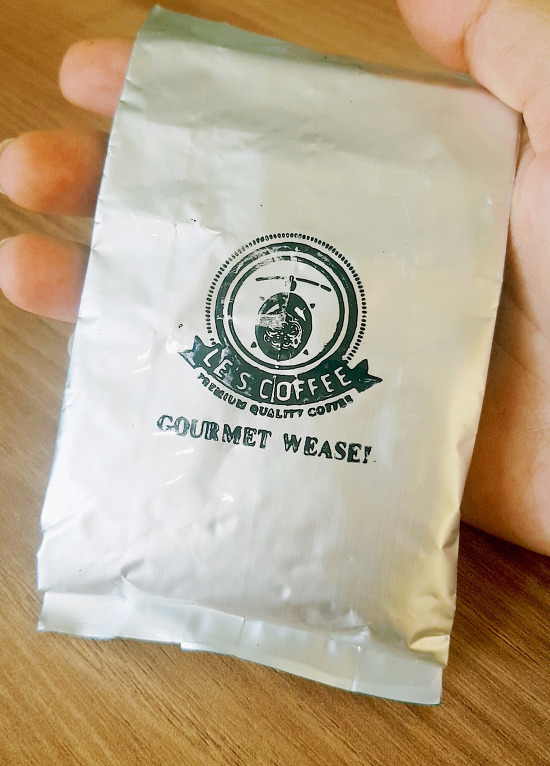 LE'S COFFEE
PREMIUM QUALITY COFFEE
GOURMET WEASEL